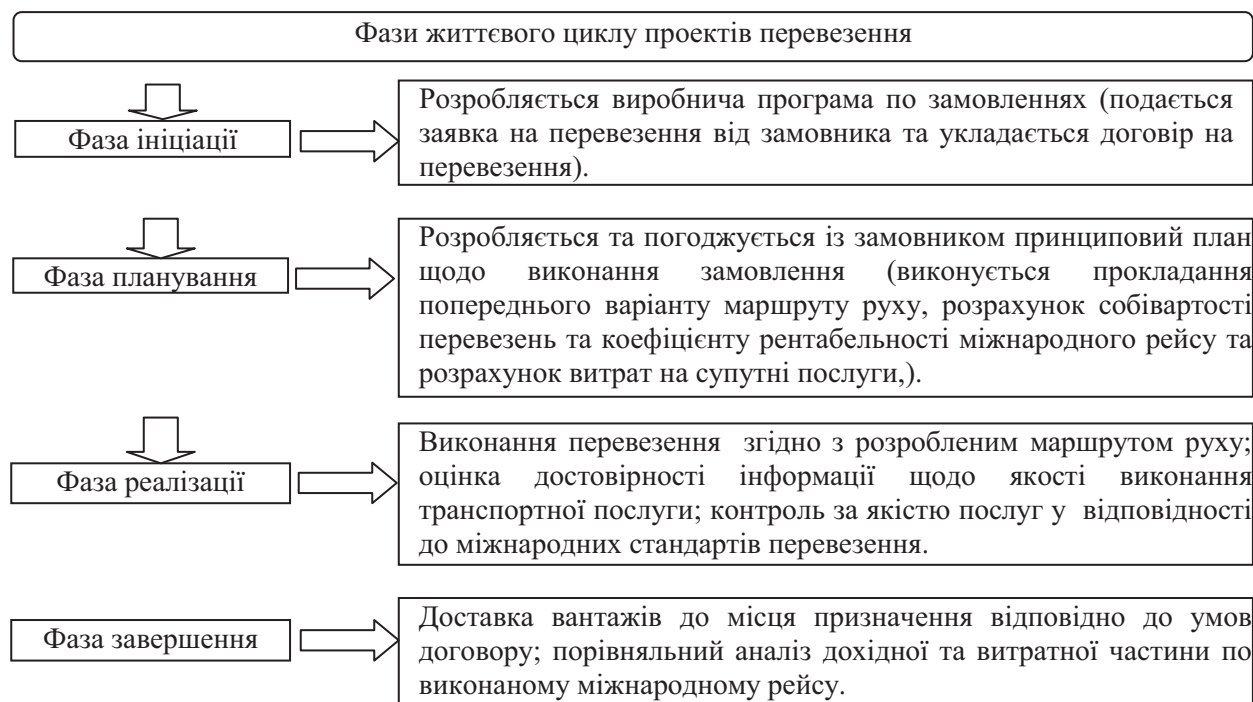 Фази життєвого циклу проектів перевезення
Фаза ініціації
Розробляється виробнича програма по замовленнях (подається
заявка на перевезення від замовника та укладається договір на
перевезення).
Фаза планування
Розробляється та погоджується із замовником принциповий план
щодо виконання замовлення (виконується прокладання
попереднього варіанту маршруту руху, розрахунок собівартості
перевезень та коефіцієнту рентабельності міжнародного рейсу та
розрахунок витрат на супутні послуги,).
Фаза реалізації
Виконання перевезення згідно з розробленим маршрутом руху;
оцінка достовірності інформації щодо якості виконання
транспортної послуги; контроль за якістю послуг у відповідності
до міжнародних стандартів перевезення.
Фаза завершення
Доставка вантажів до місця призначення відповідно до умов
договору; порівняльний аналіз дохідної та витратної частини по
виконаному міжнародному рейсу.